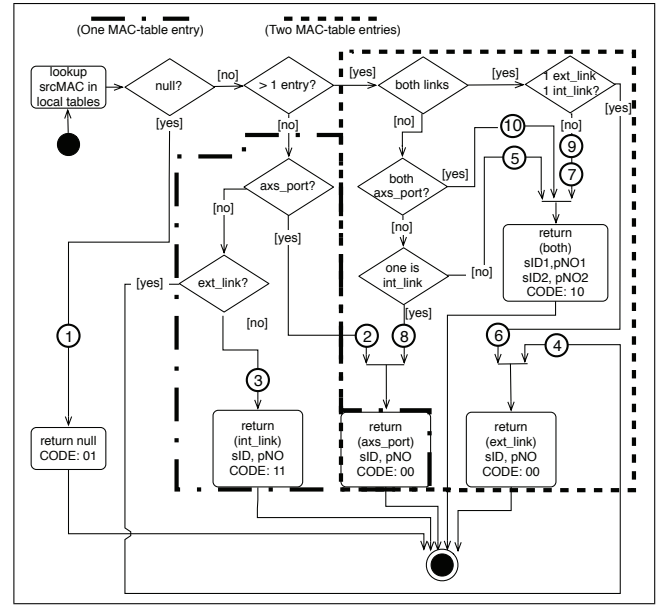 (One MAC-table entry)
(Two MAC-table entries)
lookup
srcMAC in
local tables
null?
[no]
> 1 entry?
[yes]
both links
[yes]
1 ext_link
1 int_link?
[yes]
[yes]
[no]
[no]
[no]
10
9
5
7
axs_port?
both
axs_port?
[yes]
[no]
[yes]
[no]
return
(both)
sID1,pNO1
sID2, pNO2
CODE: 10
[yes]
ext_link?
one is
int_link
[no]
[no]
[yes]
1
2
8
6
4
3
return null
CODE: 01
return
(int_link)
sID, pNO
CODE: 11
return
(axs_port)
sID, pNO
CODE: 00
return
(ext_link)
sID, pNO
CODE: 00